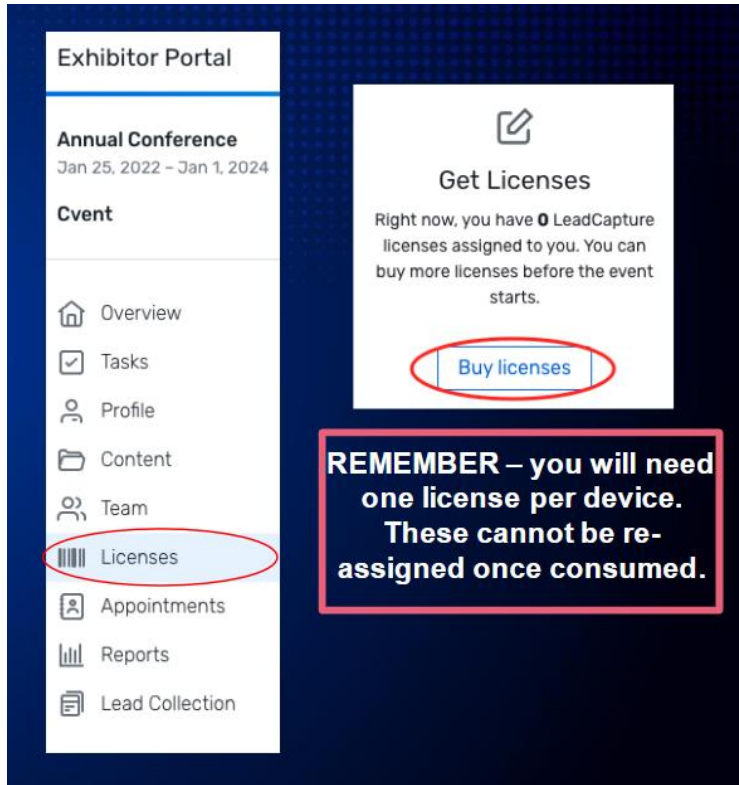 Exhibitor Portal
Annual Conference
Jan 25, 2022 – Jan 1, 2024
Cvent
Overview
Tasks
Profile
Content
Team
Licenses
Appointments
Reports
Lead Collection
Get Licenses
Right now, you have 0 LeadCapture
licenses assigned to you. You can
buy more licenses before the event
starts.
Buy licenses
REMEMBER – you will need
one license per device.
These cannot be re-
assigned once consumed.